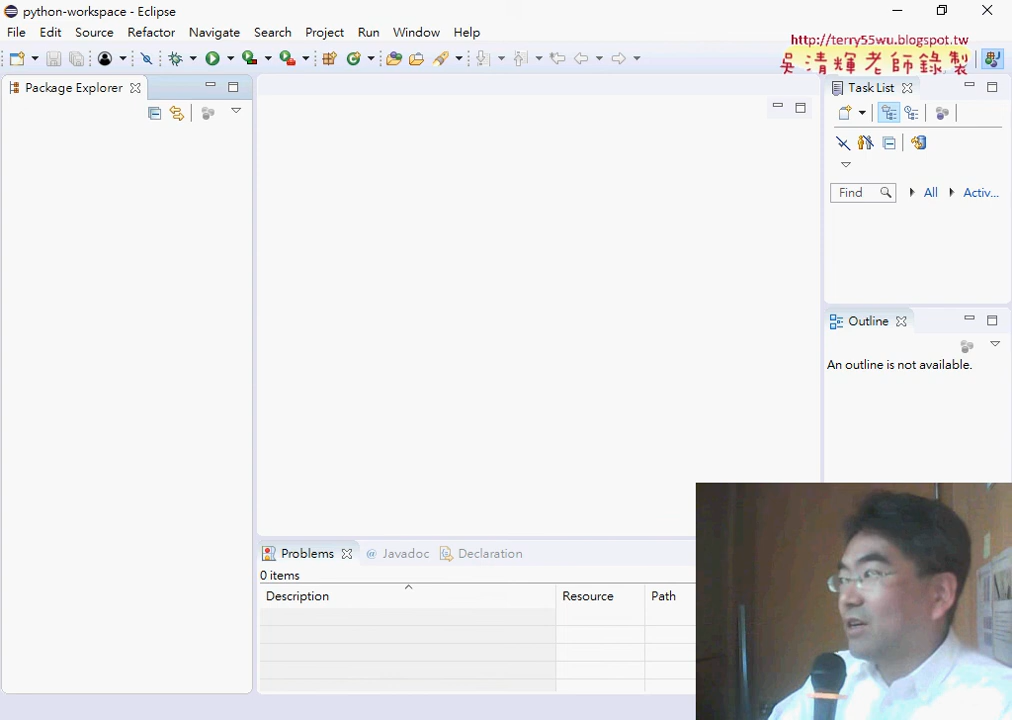 python-workspace - Eclipse
File Edit Source Refactor Navigate Search Project Run Window Help
http://terry55wu.blogspot.tw
吳清輝老師錄製
Package Explorer
Task List
Find All Activ...
Outline
An outline is not available.
Problems Javadoc Declaration
0 items
Description Resource Path